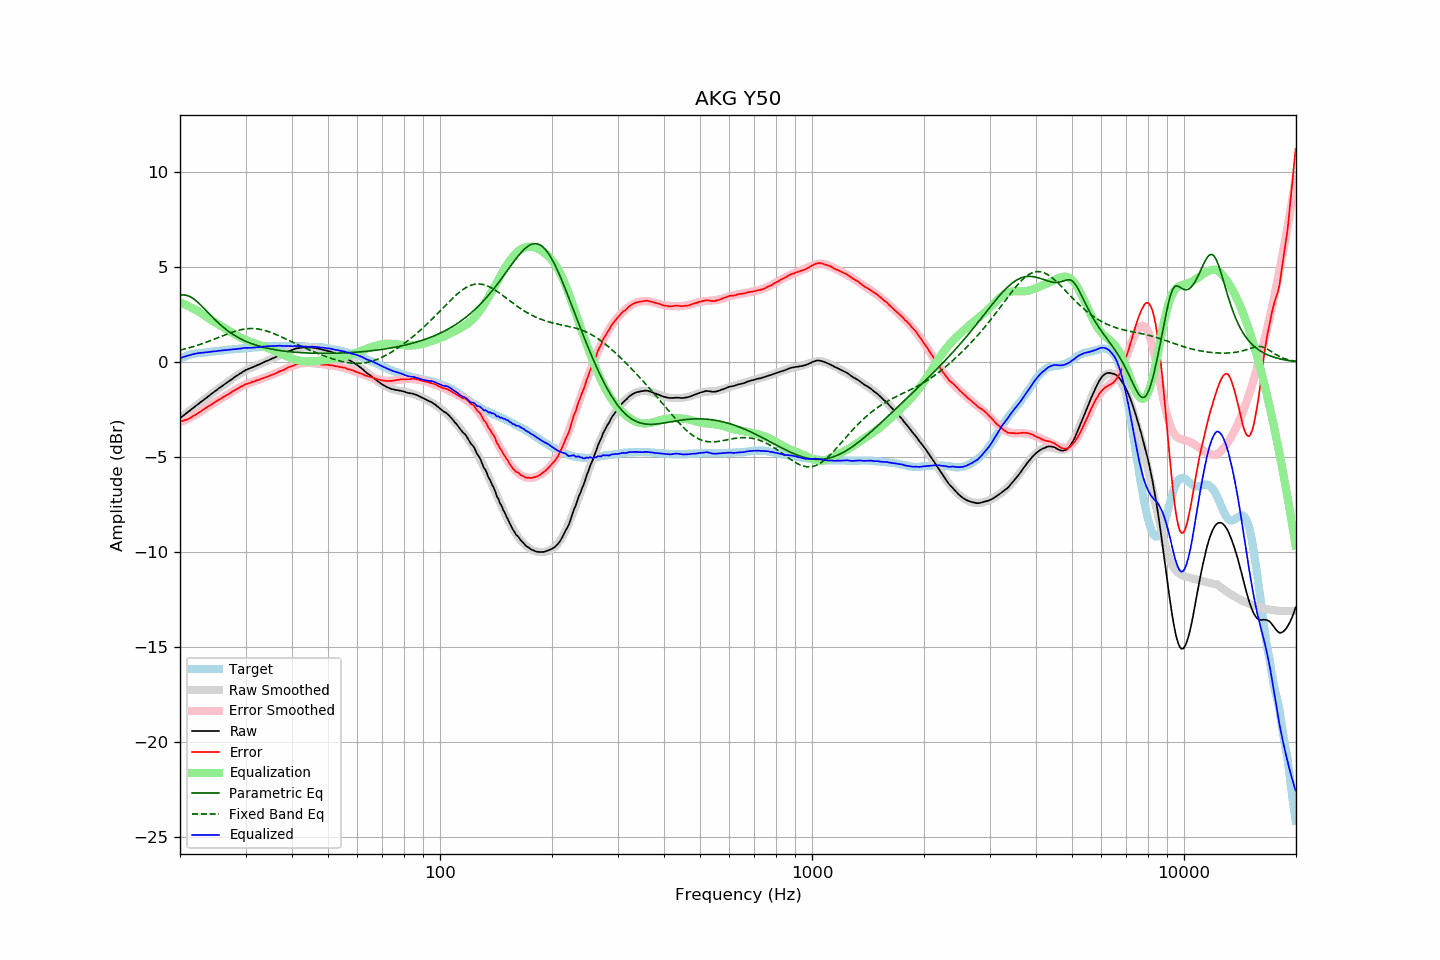 AKG Y50
10
5
0
−5
−10
−15
−20
−25
Amplitude (dBr)
Target
Raw Smoothed
Error Smoothed
Raw
Error
Equalization
Parametric Eq
Fixed Band Eq
Equalized
100 1000 10000
Frequency (Hz)